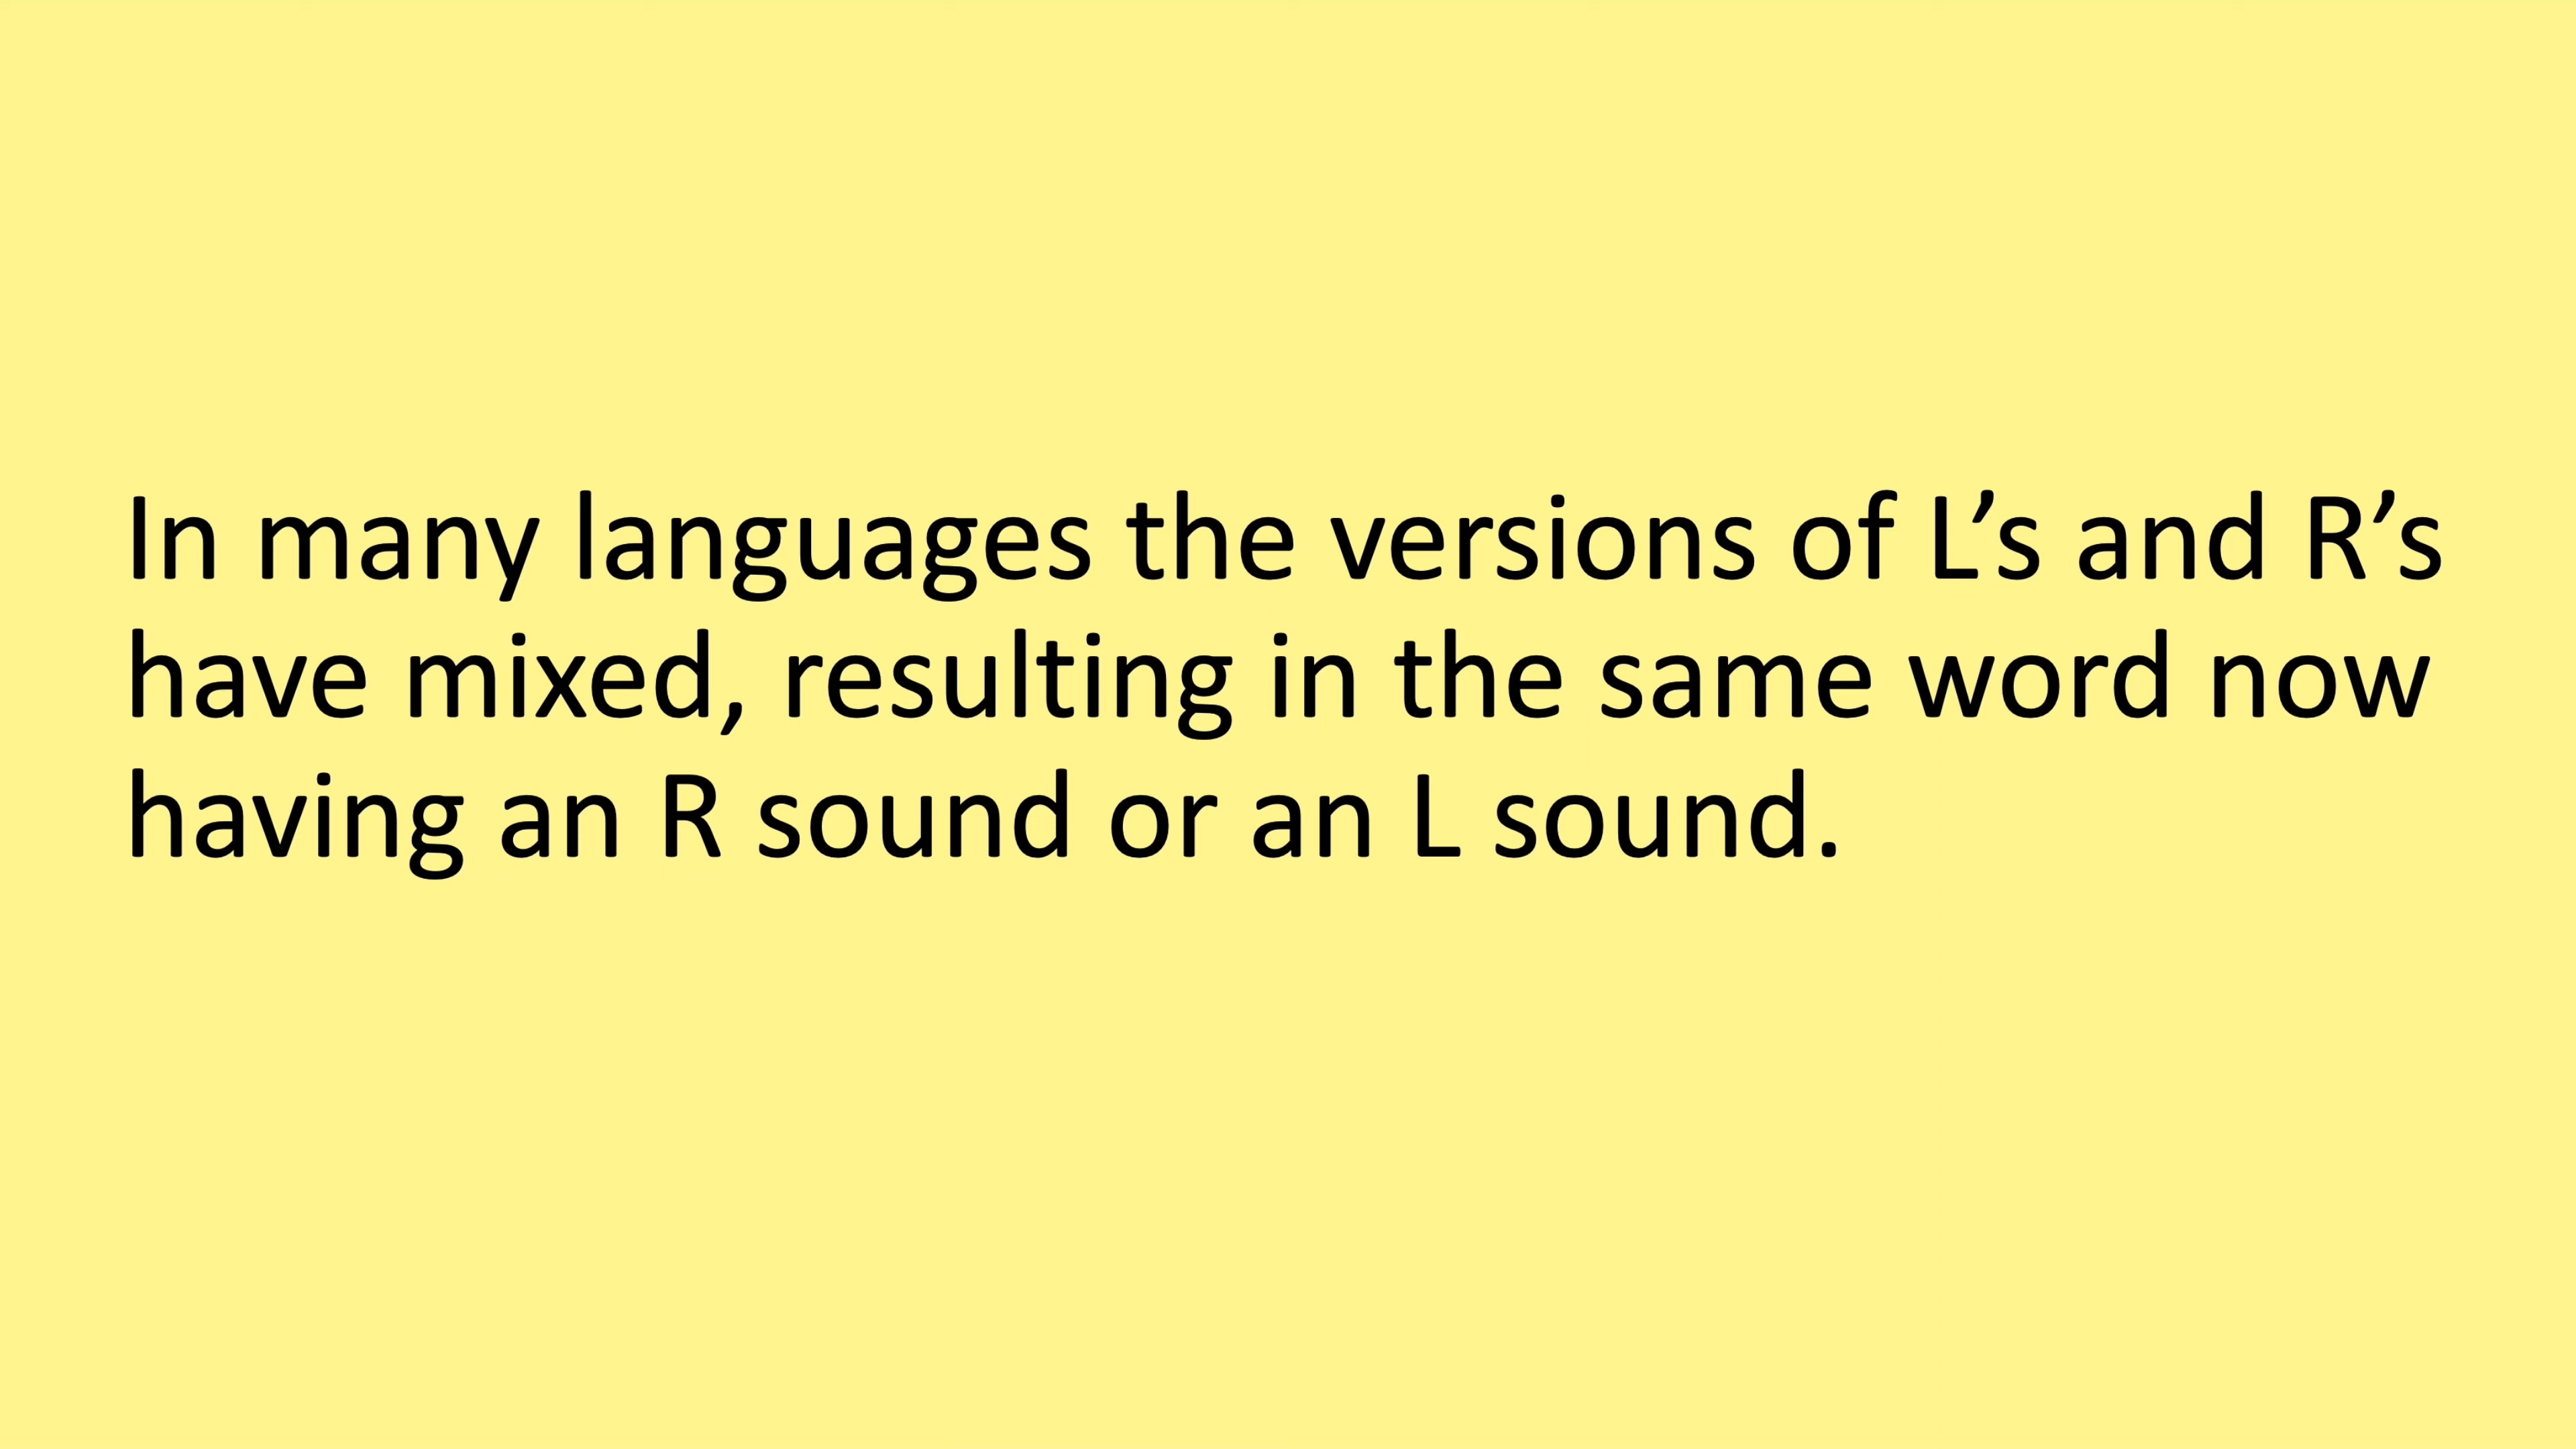 In many languages the versions of L’s and R’s
have mixed, resulting in the same word now
having an R sound or an L sound.